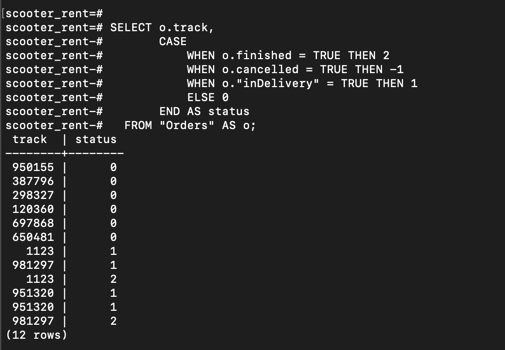 scooter_rent=#
scooter_rent=# SELECT o.track,
scooter_rent-#        CASE
scooter_rent-#            WHEN o.finished = TRUE THEN 2
scooter_rent-#            WHEN o.cancelled = TRUE THEN -1
scooter_rent-#            WHEN o."inDelivery" = TRUE THEN 1
scooter_rent-#            ELSE 0
scooter_rent-#        END AS status
scooter_rent-#   FROM "Orders" AS o;
 track  | status
--------+--------
 950155 |      0
 387796 |      0
 298327 |      0
 120360 |      0
 697868 |      0
 650481 |      0
   1123 |      1
 981297 |      1
   1123 |      2
 951320 |      1
 951320 |      1
 981297 |      2
(12 rows)